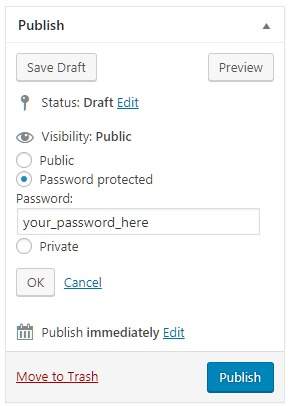 Publish
Save Draft Preview
Status: Draft Edit
Visibility: Public
Public
Password protected
Password:
your_password_here
Private
OK Cancel
Publish immediately Edit
Move to Trash Publish